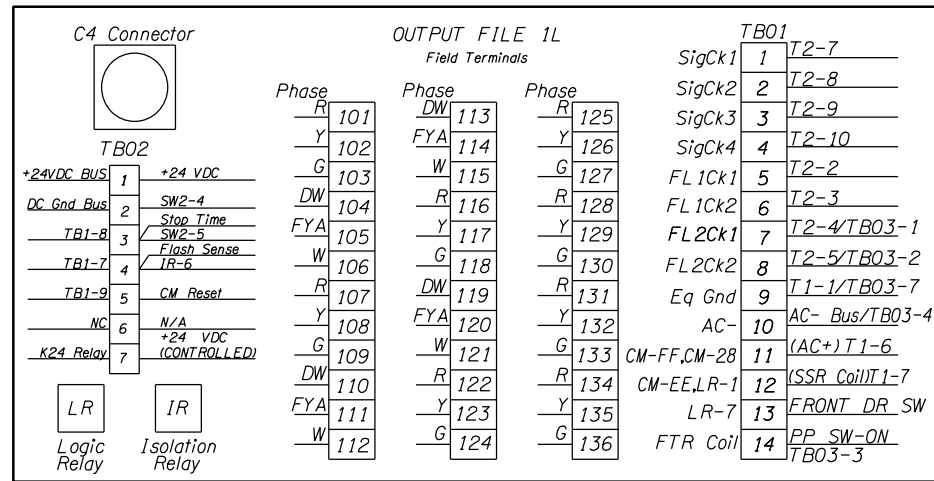 C4 Connector
TB02
+24VDC BUS 1 +24 VDC
DC Gnd Bus 2 SW2-4
Stop Time
TB1-8 3 SW2-5
Flash Sense
TB1-7 4 IR-6
TB1-9 5 CM Reset
NC 6 N/A
+24 VDC
K24 Relay 7 (CONTROLLED)
LR IR
Logic Relay
Isolation Relay
OUTPUT FILE 1L
Field Terminals
Phase
R 101
Y 102
G 103
DW 104
FYA 105
W 106
R 107
Y 108
G 109
DW 110
FYA 111
W 112
Phase
DW 113
FYA 114
W 115
R 116
Y 117
G 118
DW 119
FYA 120
W 121
R 122
Y 123
G 124
Phase
R 125
Y 126
G 127
R 128
Y 129
G 130
R 131
Y 132
G 133
R 134
Y 135
G 136
TB01
SigCk1 1 T2-7
SigCk2 2 T2-8
SigCk3 3 T2-9
SigCk4 4 T2-10
FL1Ck1 5 T2-2
FL1Ck2 6 T2-3
FL2Ck1 7 T2-4/TB03-1
FL2Ck2 8 T2-5/TB03-2
Eq Gnd 9 T1-1/TB03-7
AC- 10 AC- Bus/TB03-4
CM-FF,CM-28 11 (AC+) T1-6
CM-EE,LR-1 12 (SSR Coil)T1-7
LR-7 13 FRONT DR SW
FTR Coil 14 PP SW-ON
TB03-3